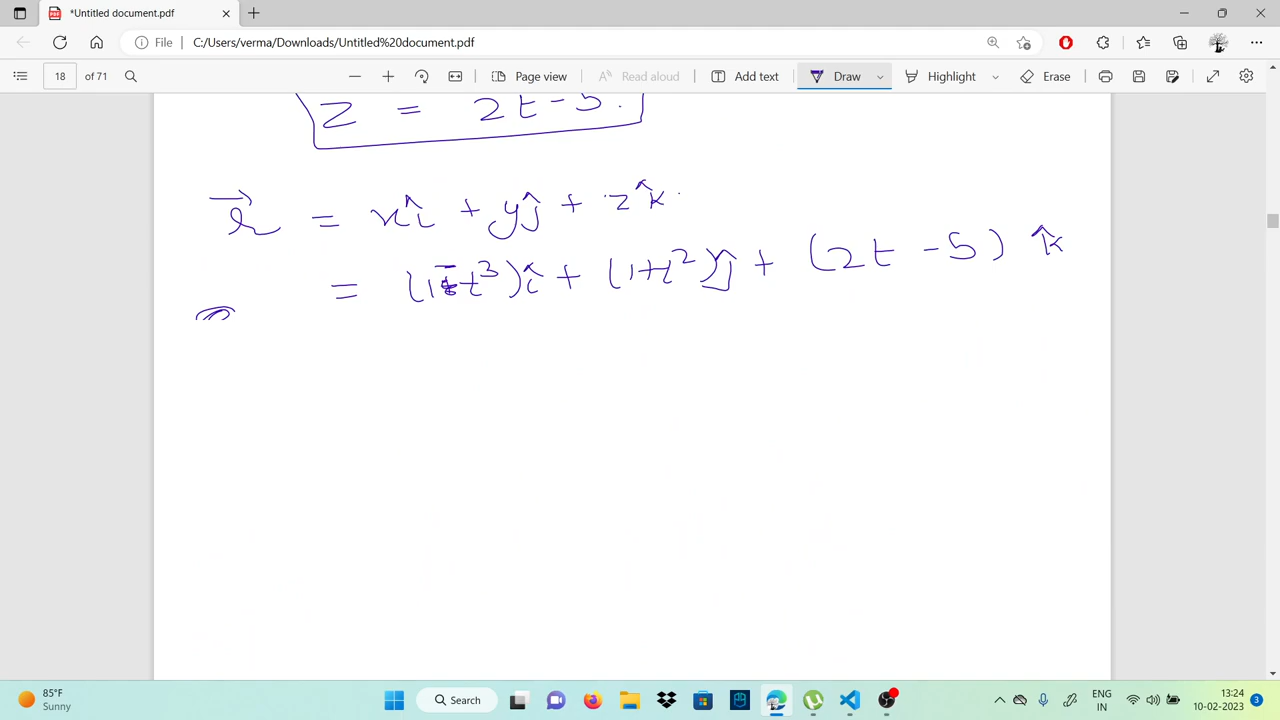 *Untitled document.pdf
File C:/Users/verma/Downloads/Untitled%20document.pdf
18 of 71 Page view Read aloud Add text Draw Highlight Erase
z = 2t-5.
r = xî + yĵ + zk̂
= (1-t³)î + (1+t²)ĵ + (2t-5) k̂
85°F
Sunny
Search
ENG
IN
13:24
10-02-2023
3